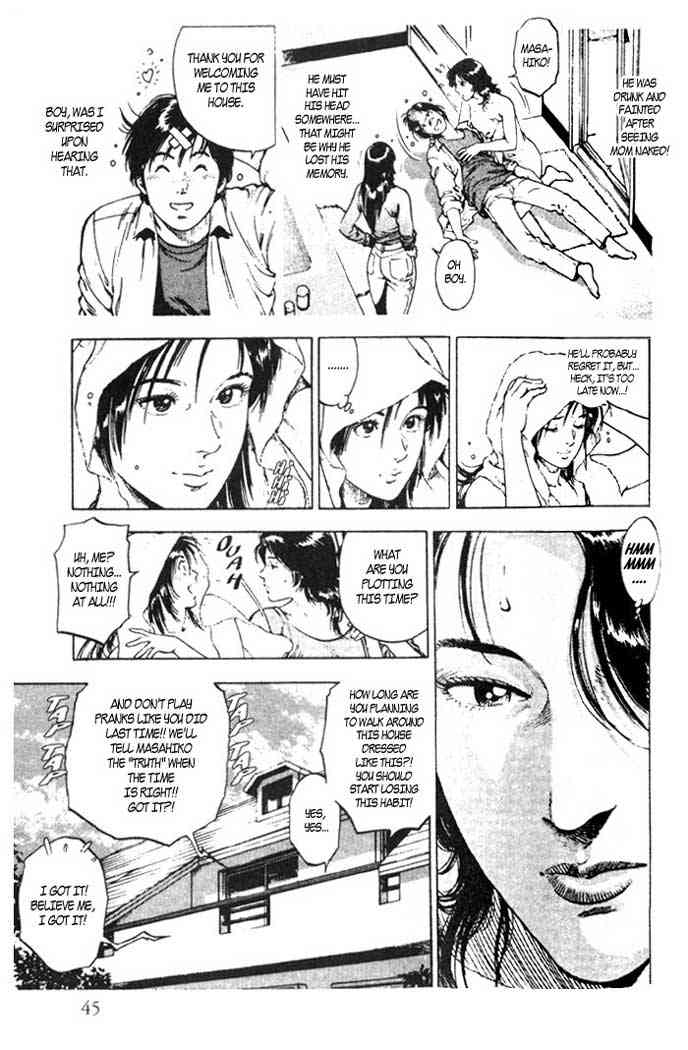 HE WAS
DRUNK AND
FAINTED
AFTER
SEEING
MOM NAKED!
MASA-
HIKO!
OH
BOY.
HE MUST
HAVE HIT
HIS HEAD
SOMEWHERE...
THAT MIGHT
BE WHY HE
LOST HIS
MEMORY.
THANK YOU FOR
WELCOMING
ME TO THIS
HOUSE.
BOY, WAS I
SURPRISED
UPON
HEARING
THAT.
HE'LL PROBABLY
REGRET IT, BUT...
HECK, IT'S TOO
LATE NOW...!
........
HI
HI
HI
HMM
MMM
....
WHAT
ARE YOU
PLOTTING
THIS TIME?
OUAH
UH, ME?
NOTHING...
NOTHING
AT ALL!!!
HOW LONG ARE
YOU PLANNING
TO WALK AROUND
THIS HOUSE
DRESSED
LIKE THIS?!
YOU SHOULD
START LOSING
THIS HABIT!
YES,
YES...
AND DON'T PLAY
PRANKS LIKE YOU DID
LAST TIME!! WE'LL
TELL MASAHIKO
THE "TRUTH" WHEN
THE TIME
IS RIGHT!!
GOT IT?!
I GOT IT!
BELIEVE ME,
I GOT IT!
45